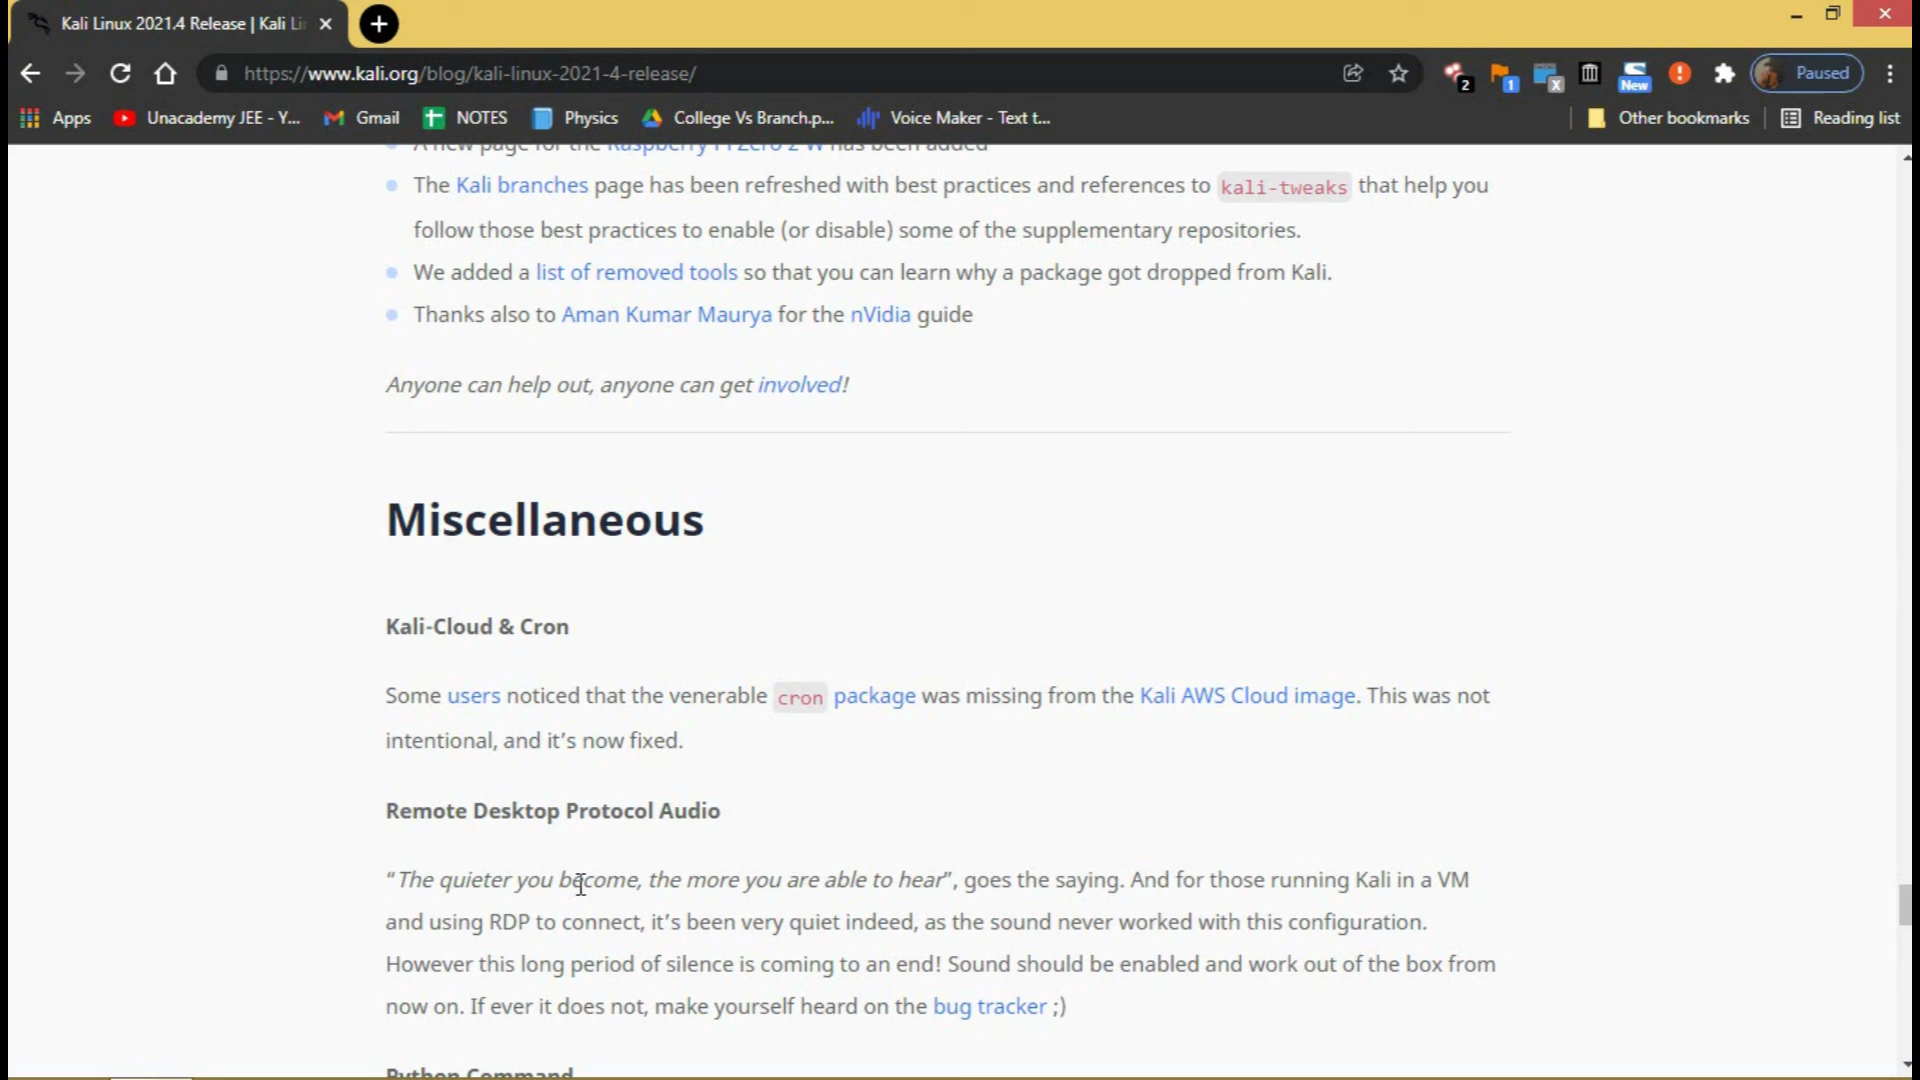 Kali Linux 2021.4 Release | Kali Li
https://www.kali.org/blog/kali-linux-2021-4-release/
2
1
X
New
Paused
Apps
Unacademy JEE - Y...
Gmail
NOTES
Physics
College Vs Branch.p...
Voice Maker - Text t...
Other bookmarks
Reading list
A new page for the Raspberry Pi Zero 2 W has been added
The Kali branches page has been refreshed with best practices and references to kali-tweaks that help you
follow those best practices to enable (or disable) some of the supplementary repositories.
We added a list of removed tools so that you can learn why a package got dropped from Kali.
Thanks also to Aman Kumar Maurya for the nVidia guide
Anyone can help out, anyone can get involved!
Miscellaneous
Kali-Cloud & Cron
Some users noticed that the venerable cron package was missing from the Kali AWS Cloud image. This was not
intentional, and it’s now fixed.
Remote Desktop Protocol Audio
“The quieter you become, the more you are able to hear”, goes the saying. And for those running Kali in a VM
and using RDP to connect, it’s been very quiet indeed, as the sound never worked with this configuration.
However this long period of silence is coming to an end! Sound should be enabled and work out of the box from
now on. If ever it does not, make yourself heard on the bug tracker ;)
Python Command